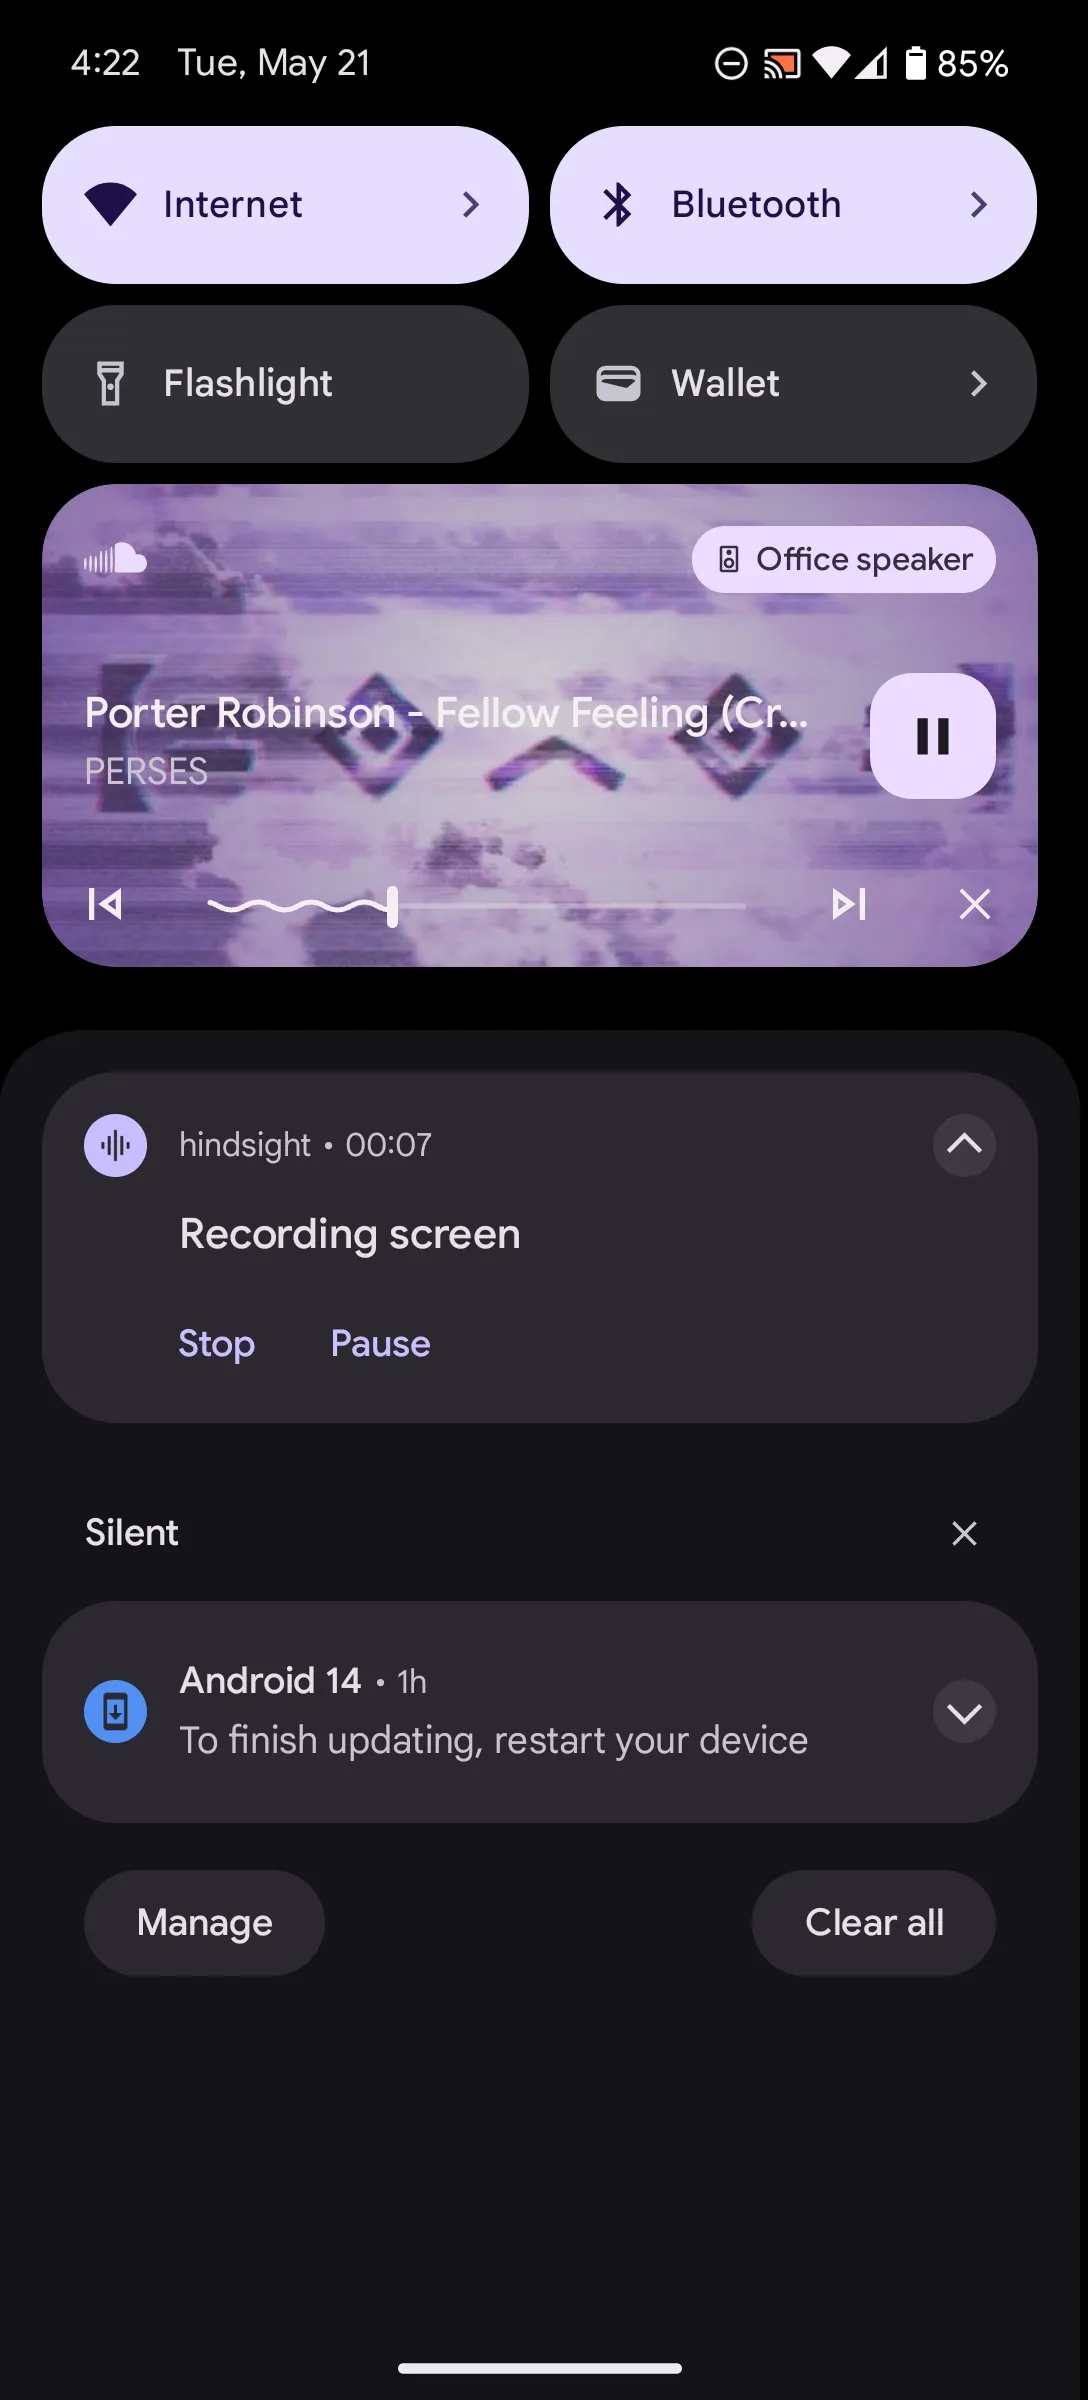 4:22 Tue, May 21 85%
Internet Bluetooth
Flashlight Wallet
Office speaker
Porter Robinson - Fellow Feeling (Cr...
PERSES
hindsight • 00:07
Recording screen
Stop Pause
Silent
Android 14 • 1h
To finish updating, restart your device
Manage Clear all